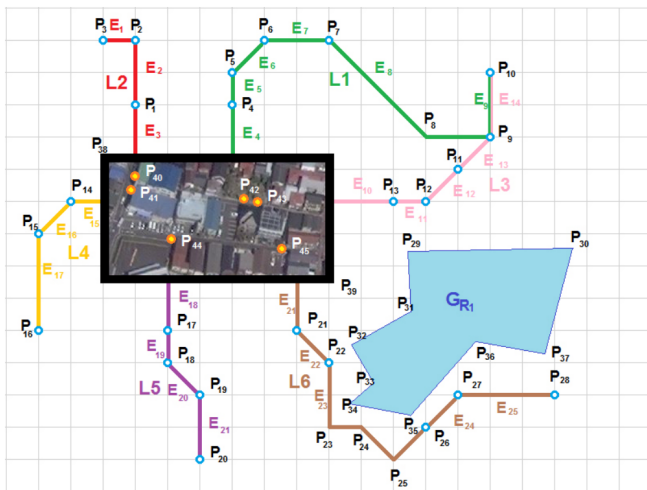 P3 E1 P2
P6 E7 P7
E2 P5 E6 E8 P10
L2 E5 L1
P1 P4 E9 E14
E3 E4 P8 P9
P38 P11 E13
P40 P14 P41 P42 P43 E10 P13 P12 E12 L3
E15 E11
P15 E16 P44 P45 P29 P30
L4
E17 E18 E21 P39 GR1
P16 P17 P21 P31
E19 P18 E22 P22 P32 P36 P37
L5 E20 P19 L6 E23 P33 P27 P28
P34 E25
E21 P23 P24 P35 P26 E24
P20 P25